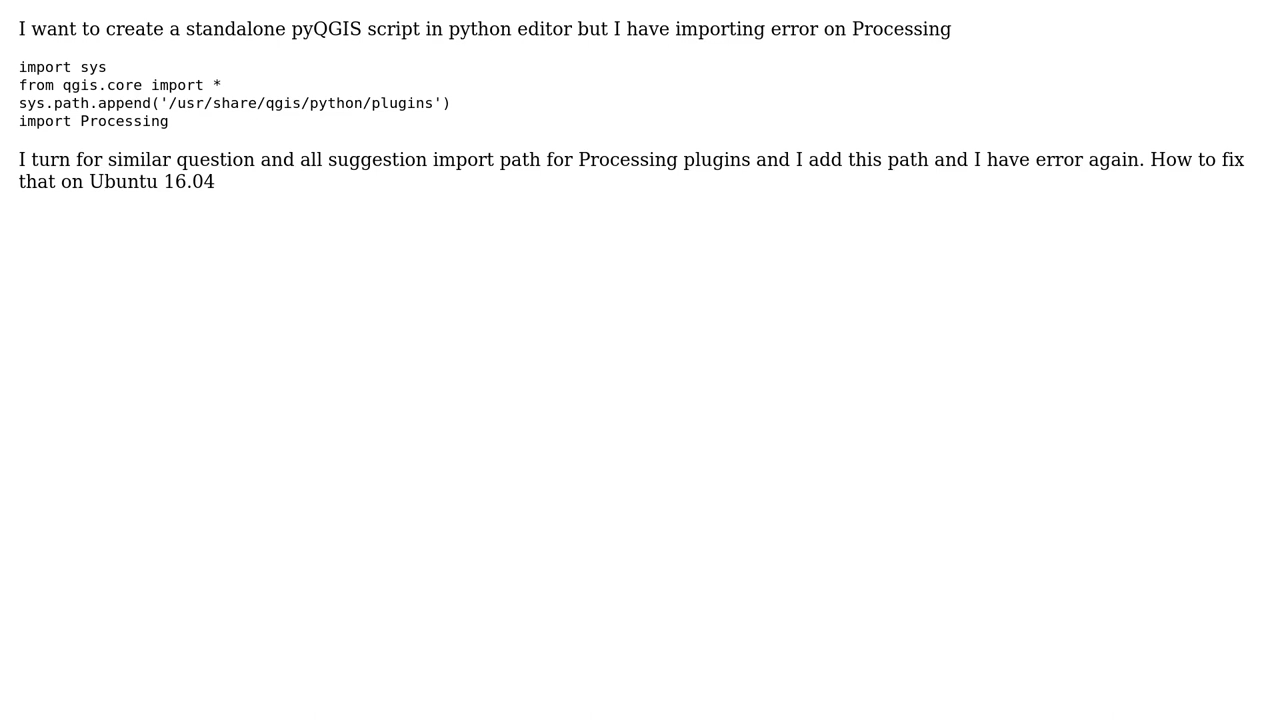 I want to create a standalone pyQGIS script in python editor but I have importing error on Processing
import sys
from qgis.core import *
sys.path.append('/usr/share/qgis/python/plugins')
import Processing
I turn for similar question and all suggestion import path for Processing plugins and I add this path and I have error again. How to fix
that on Ubuntu 16.04